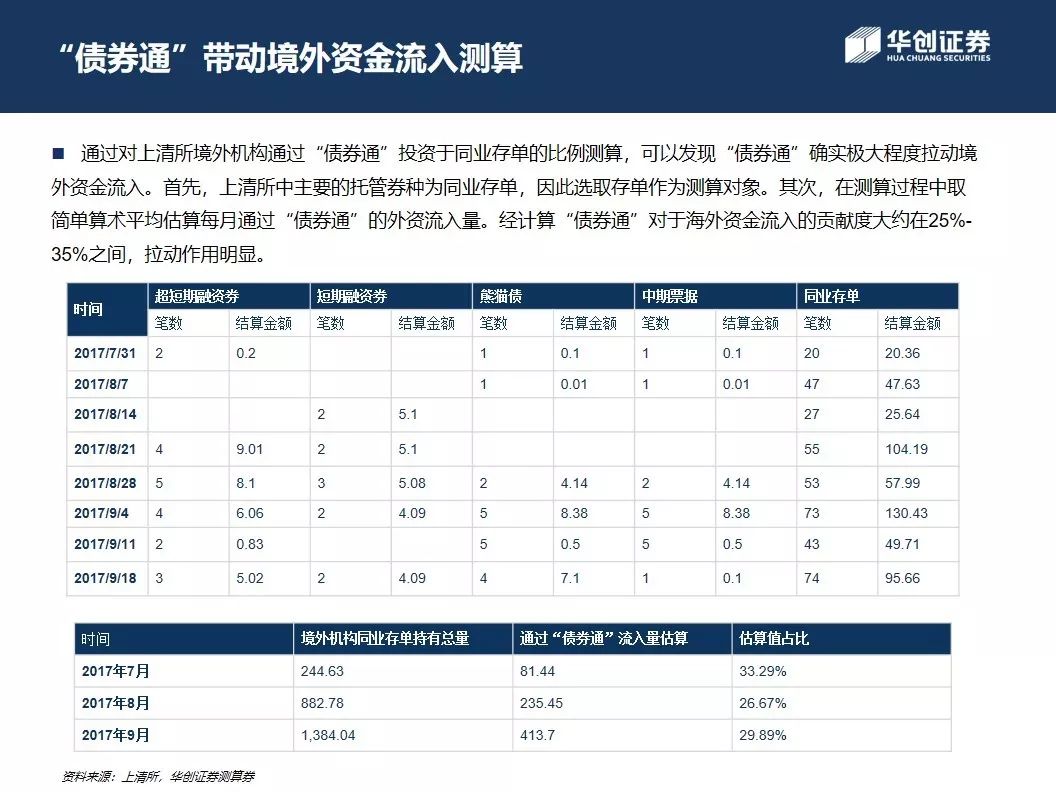 “债券通”带动境外资金流入测算
华创证券
HUA CHUANG SECURITIES
■ 通过对上清所境外机构通过“债券通”投资于同业存单的比例测算，可以发现“债券通”确实极大程度拉动境
外资金流入。首先，上清所中主要的托管券种为同业存单，因此选取存单作为测算对象。其次，在测算过程中取
简单算术平均估算每月通过“债券通”的外资流入量。经计算“债券通”对于海外资金流入的贡献度大约在25%-
35%之间，拉动作用明显。
时间 超短期融资券 短期融资券 熊猫债 中期票据 同业存单
笔数 结算金额 笔数 结算金额 笔数 结算金额 笔数 结算金额 笔数 结算金额
2017/7/31 2 0.2 1 0.1 1 0.1 20 20.36
2017/8/7 1 0.01 1 0.01 47 47.63
2017/8/14 2 5.1 27 25.64
2017/8/21 4 9.01 2 5.1 55 104.19
2017/8/28 5 8.1 3 5.08 2 4.14 2 4.14 53 57.99
2017/9/4 4 6.06 2 4.09 5 8.38 5 8.38 73 130.43
2017/9/11 2 0.83 5 0.5 5 0.5 43 49.71
2017/9/18 3 5.02 2 4.09 4 7.1 1 0.1 74 95.66
时间 境外机构同业存单持有总量 通过“债券通”流入量估算 估算值占比
2017年7月 244.63 81.44 33.29%
2017年8月 882.78 235.45 26.67%
2017年9月 1,384.04 413.7 29.89%
资料来源：上清所，华创证券测算券